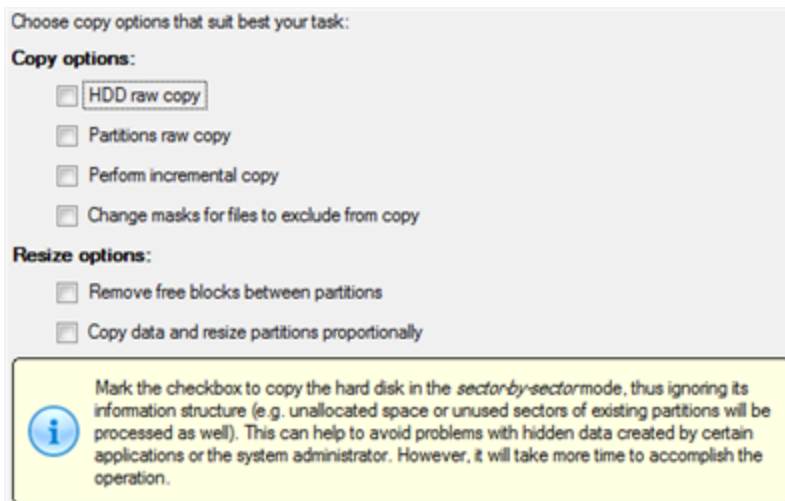 Choose copy options that suit best your task:
Copy options:
HDD raw copy
Partitions raw copy
Perform incremental copy
Change masks for files to exclude from copy
Resize options:
Remove free blocks between partitions
Copy data and resize partitions proportionally
Mark the checkbox to copy the hard disk in the sector-by-sector mode, thus ignoring its
information structure (e.g. unallocated space or unused sectors of existing partitions will be
processed as well). This can help to avoid problems with hidden data created by certain
applications or the system administrator. However, it will take more time to accomplish the
operation.